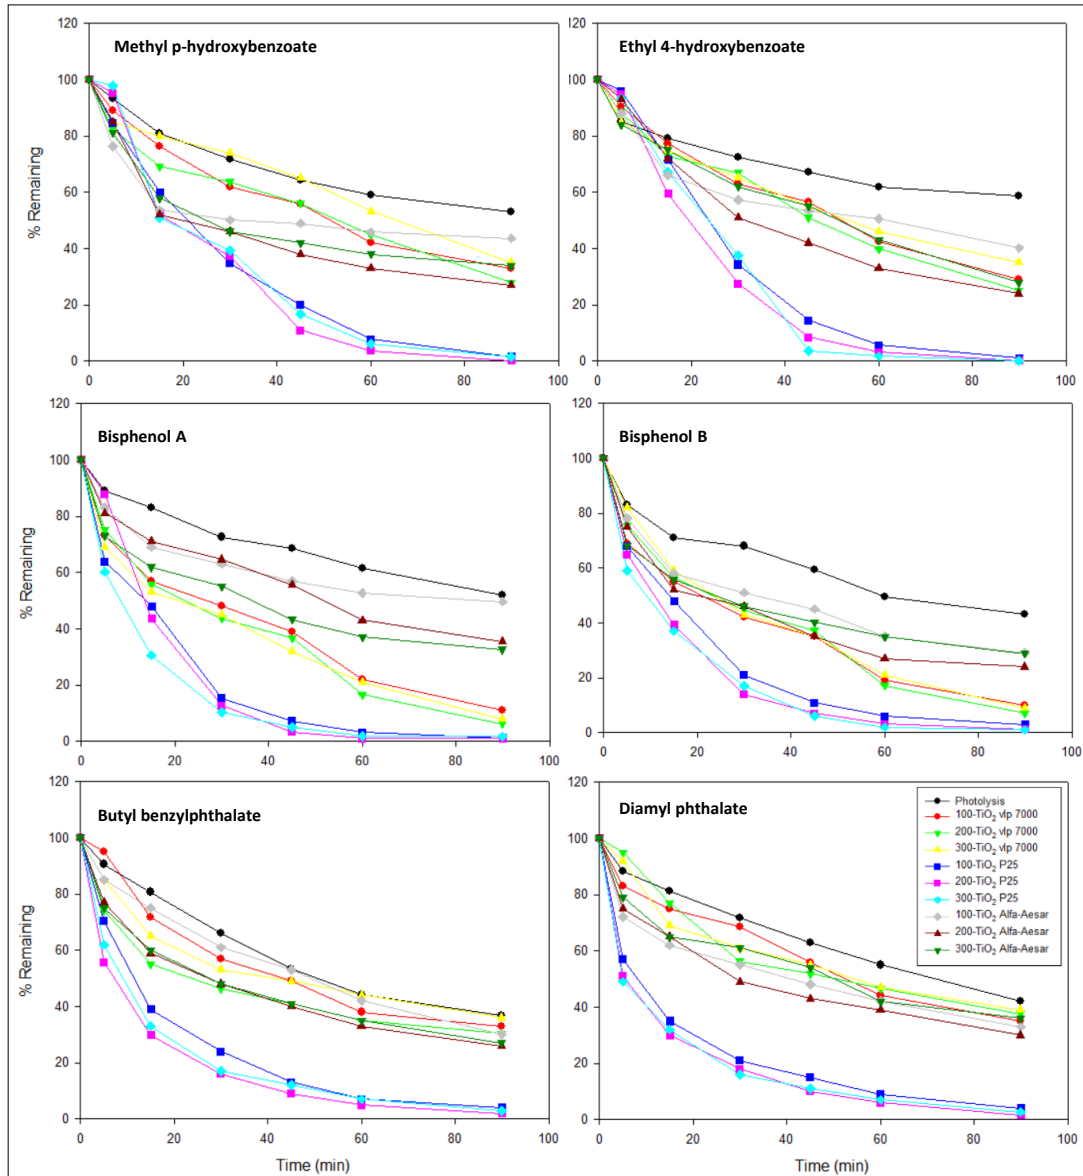 Methyl p-hydroxybenzoate
% Remaining
120
100
80
60
40
20
0
0 20 40 60 80 100
Ethyl 4-hydroxybenzoate
120
100
80
60
40
20
0
0 20 40 60 80 100
Bisphenol A
% Remaining
120
100
80
60
40
20
0
0 20 40 60 80 100
Bisphenol B
120
100
80
60
40
20
0
0 20 40 60 80 100
Butyl benzylphthalate
% Remaining
120
100
80
60
40
20
0
0 20 40 60 80 100
Time (min)
Diamyl phthalate
120
100
80
60
40
20
0
0 20 40 60 80 100
Time (min)
Photolysis
100-TiO₂ vlp 7000
200-TiO₂ vlp 7000
300-TiO₂ vlp 7000
100-TiO₂ P25
200-TiO₂ P25
300-TiO₂ P25
100-TiO₂ Alfa-Aesar
200-TiO₂ Alfa-Aesar
300-TiO₂ Alfa-Aesar